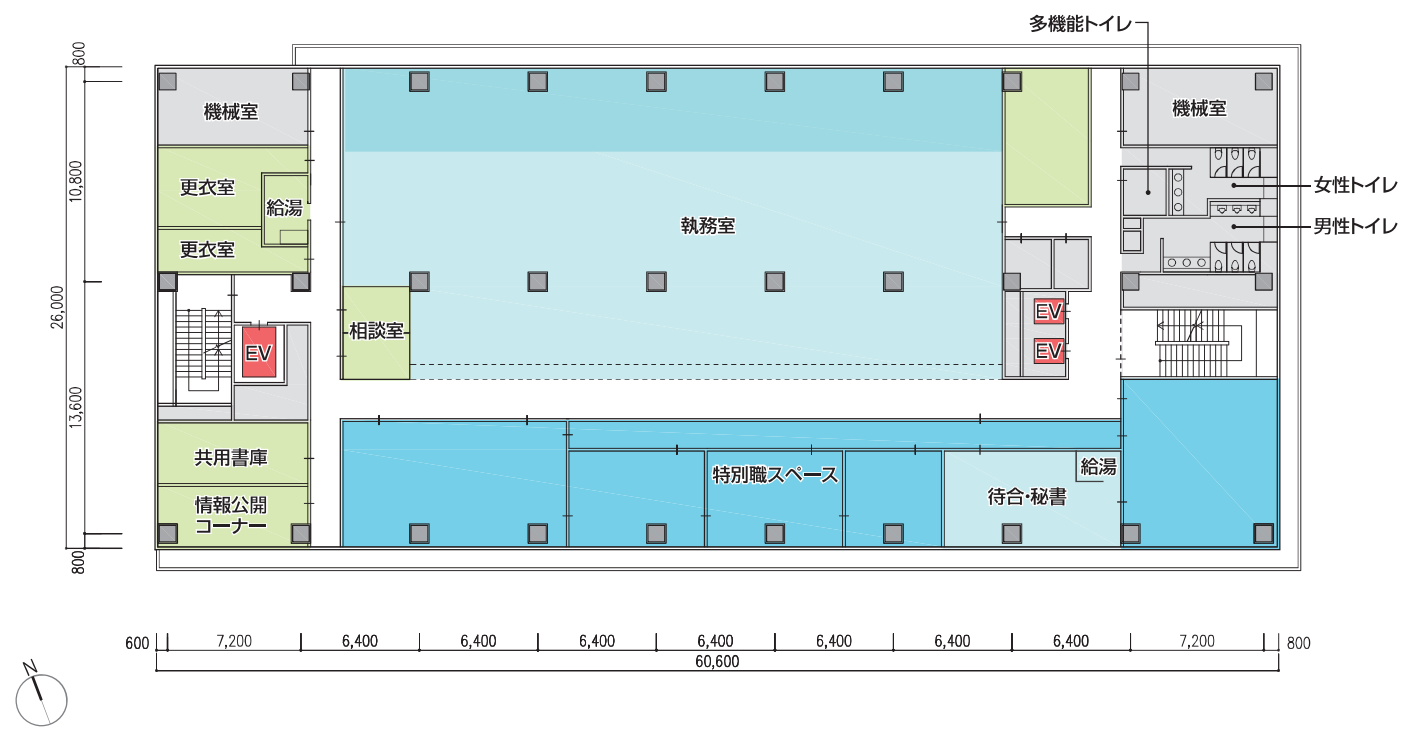 多機能トイレ
800
機械室
機械室
10,800
更衣室
給湯
女性トイレ
執務室
男性トイレ
更衣室
26,000
相談室
EV
EV
EV
13,600
共用書庫
特別職スペース
給湯
情報公開
コーナー
待合・秘書
800
600
7,200
6,400
6,400
6,400
6,400
6,400
6,400
6,400
7,200
800
60,600
N